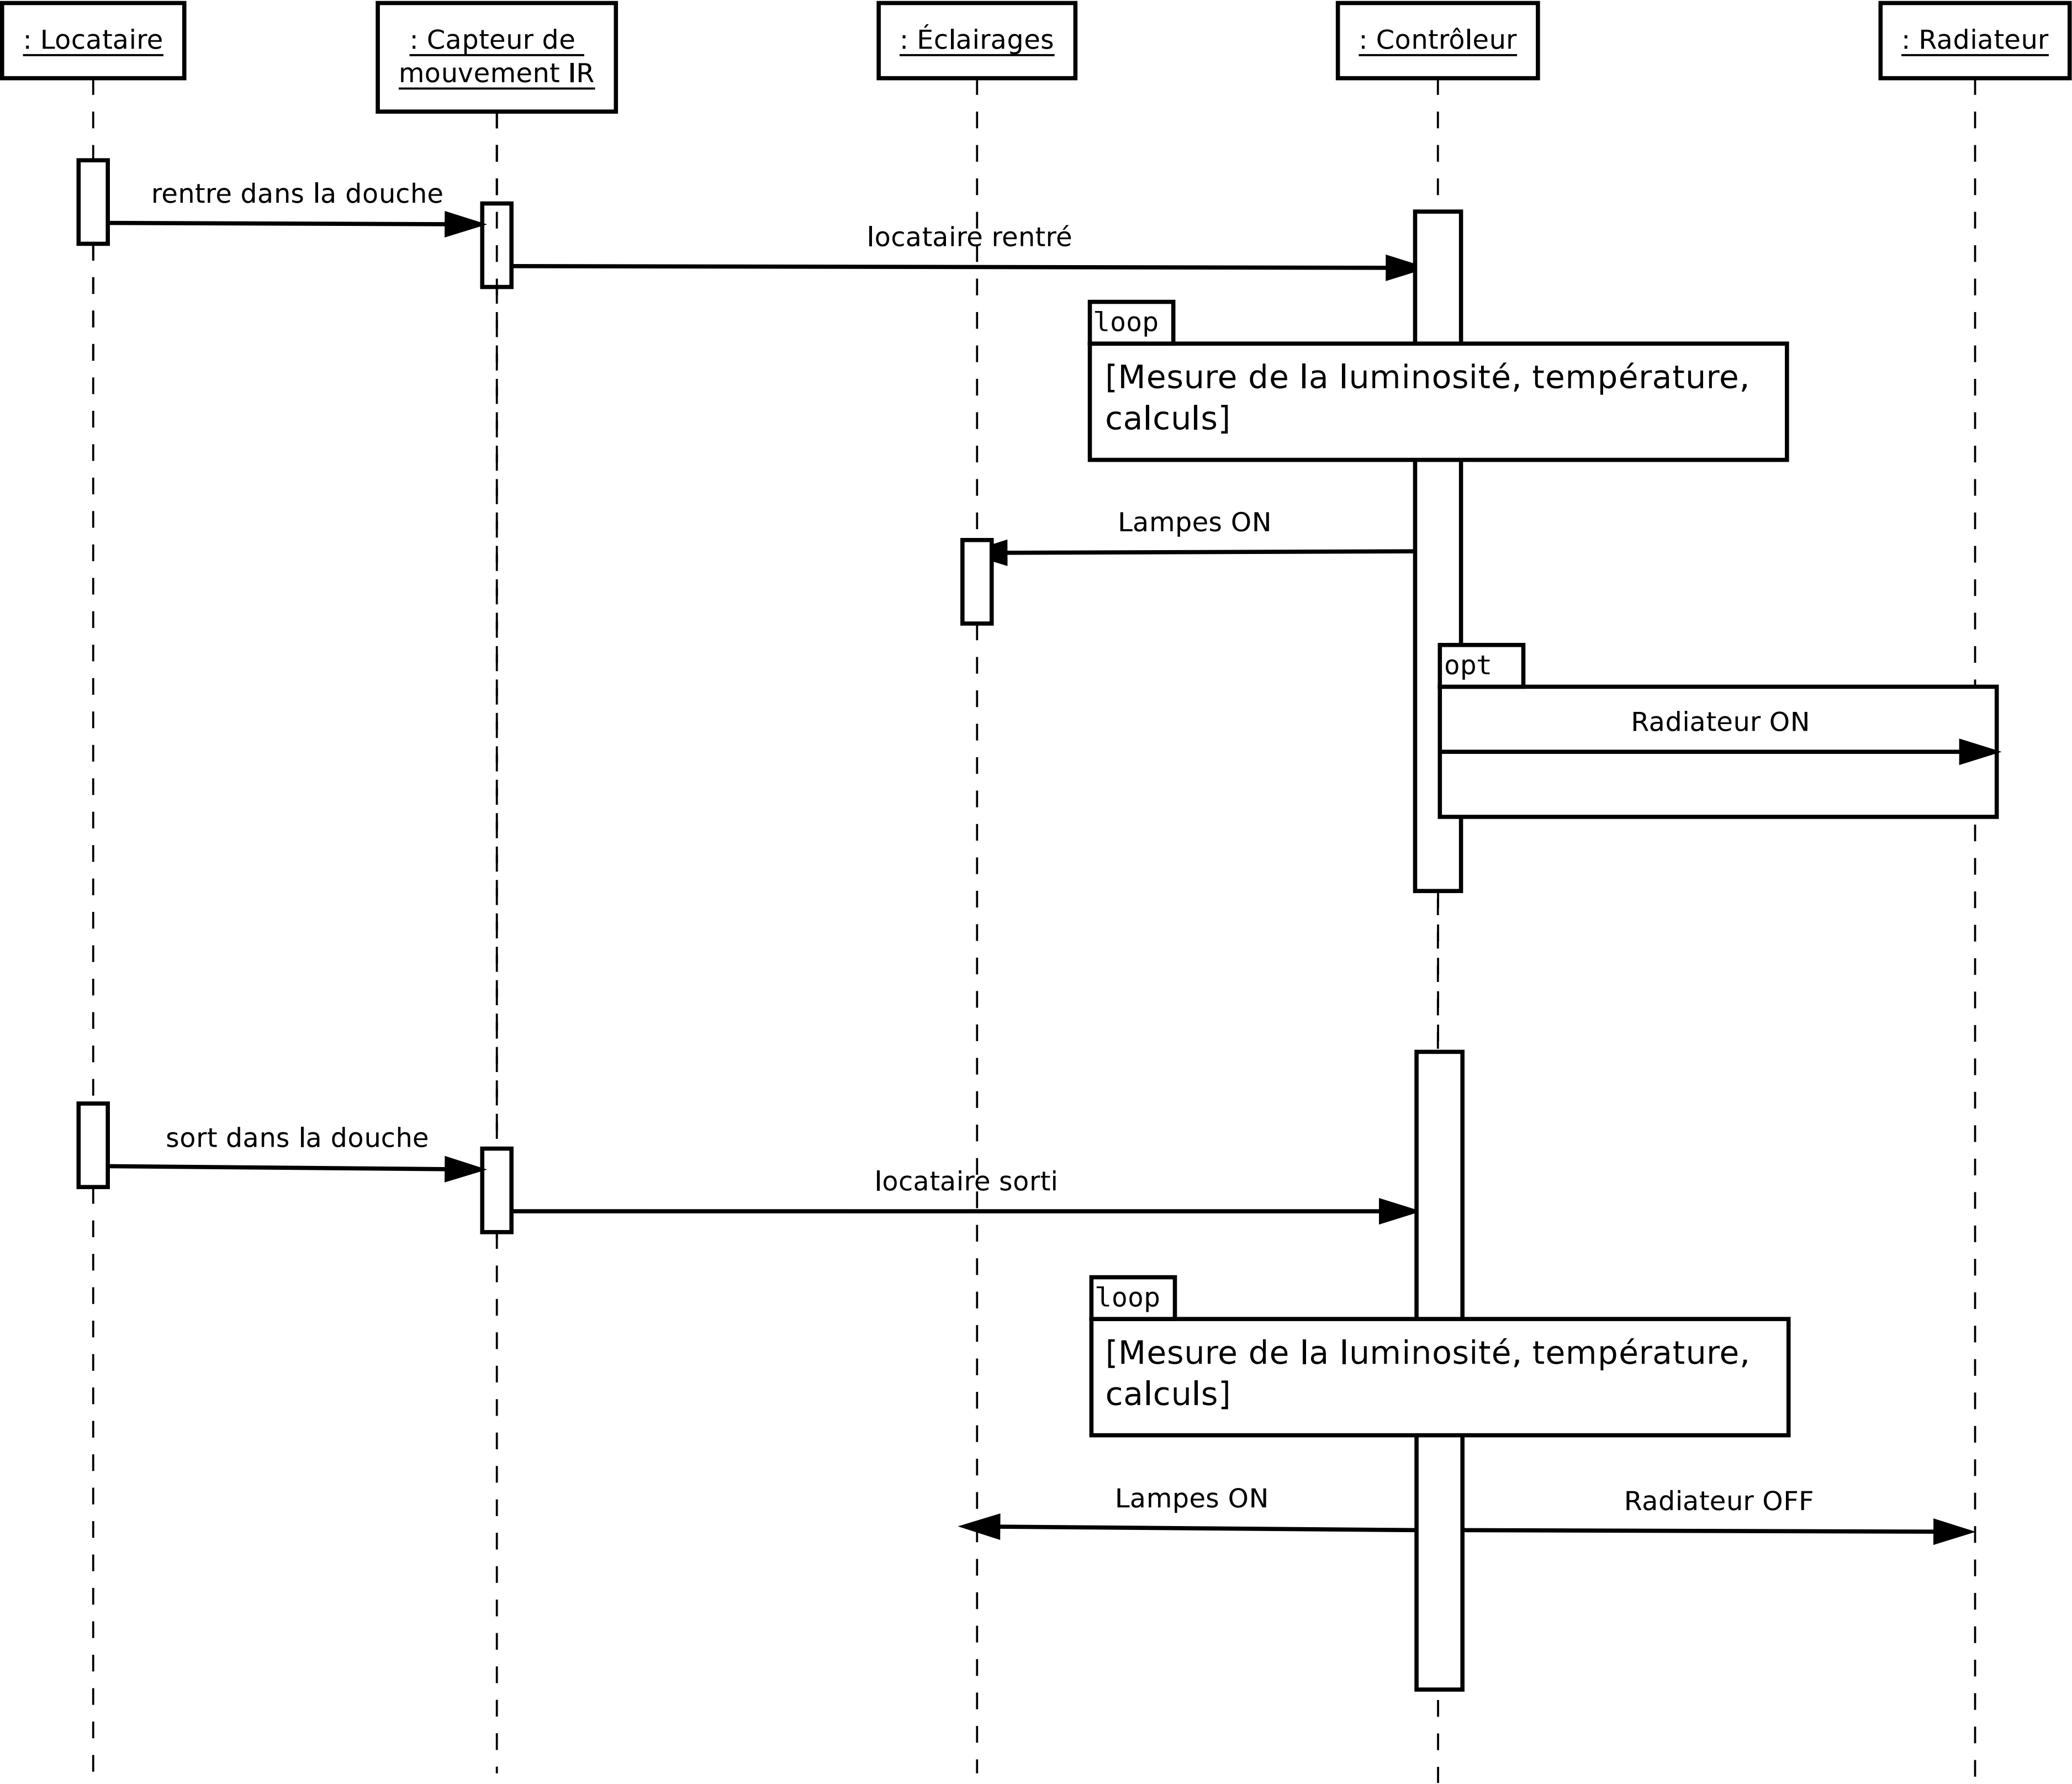 : Locataire
: Capteur de
mouvement IR
: Éclairages
: Contrôleur
: Radiateur
rentre dans la douche
locataire rentré
loop
[Mesure de la luminosité, température,
calculs]
Lampes ON
opt
Radiateur ON
sort dans la douche
locataire sorti
loop
[Mesure de la luminosité, température,
calculs]
Lampes ON
Radiateur OFF